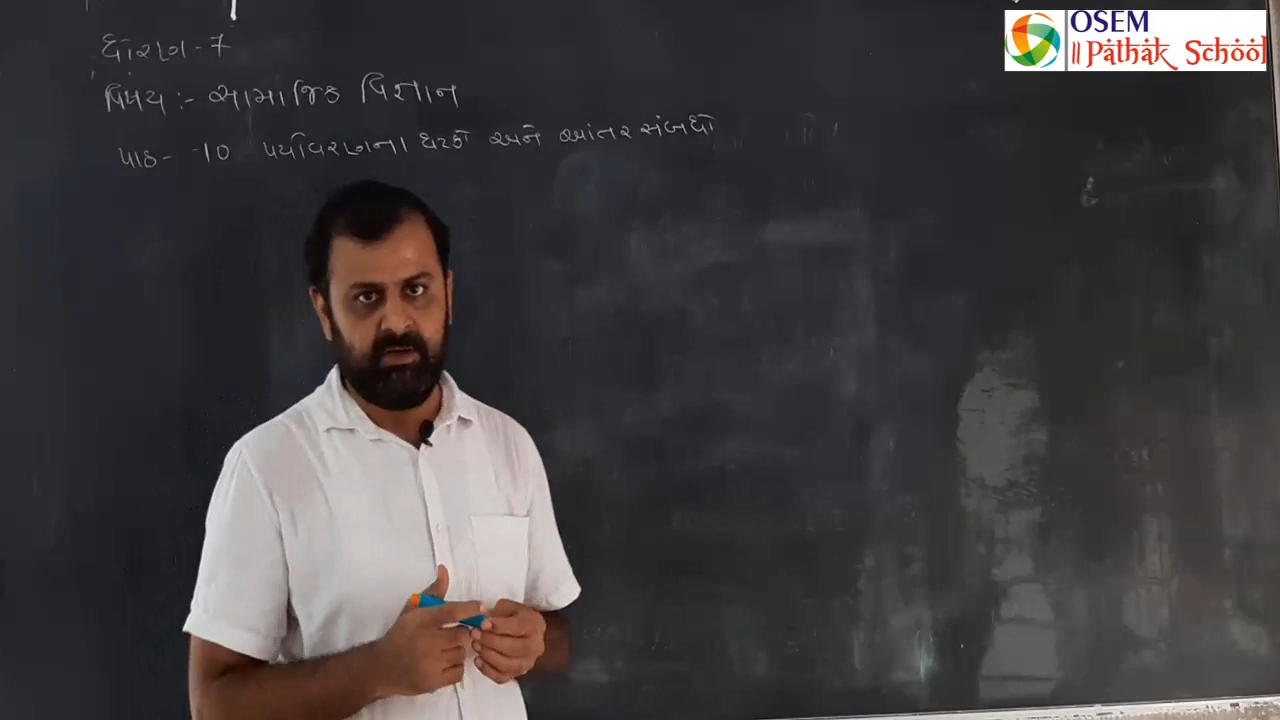 OSEM
|| Pathak School
ધોરણ - 7
વિષય :- સામાજિક વિજ્ઞાન
પાઠ - 10 પર્યાવરણના ઘટકો અને આંતરસંબંધો